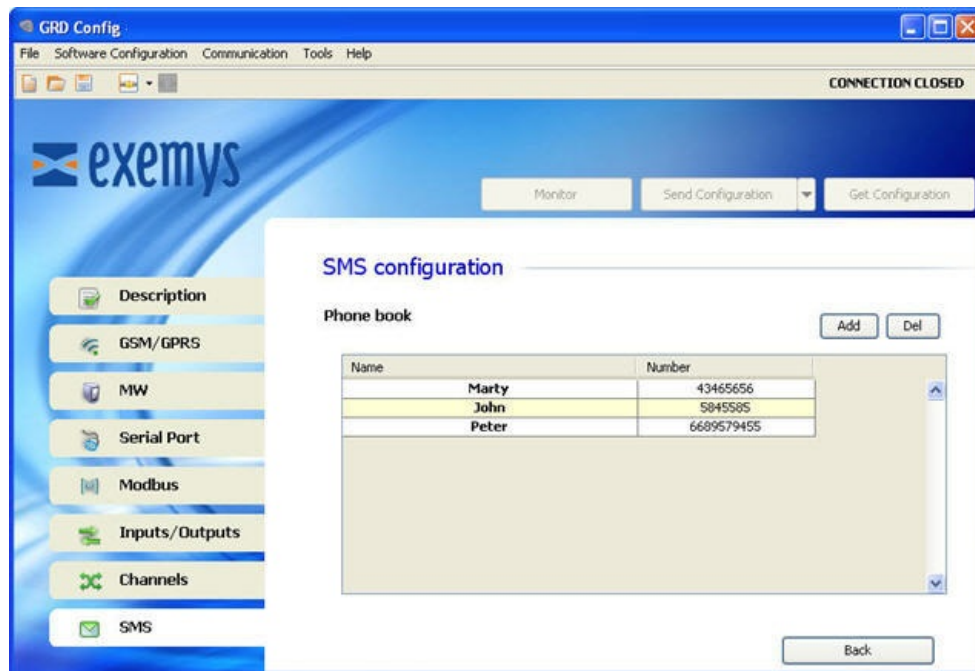 GRD Config
File Software Configuration Communication Tools Help
CONNECTION CLOSED
exemys
Monitor Send Configuration Get Configuration
SMS configuration
Description
Phone book
Add Del
GSM/GPRS
Name Number
MW
Marty 43465656
John 5845585
Peter 6689579455
Serial Port
Modbus
Inputs/Outputs
Channels
SMS
Back